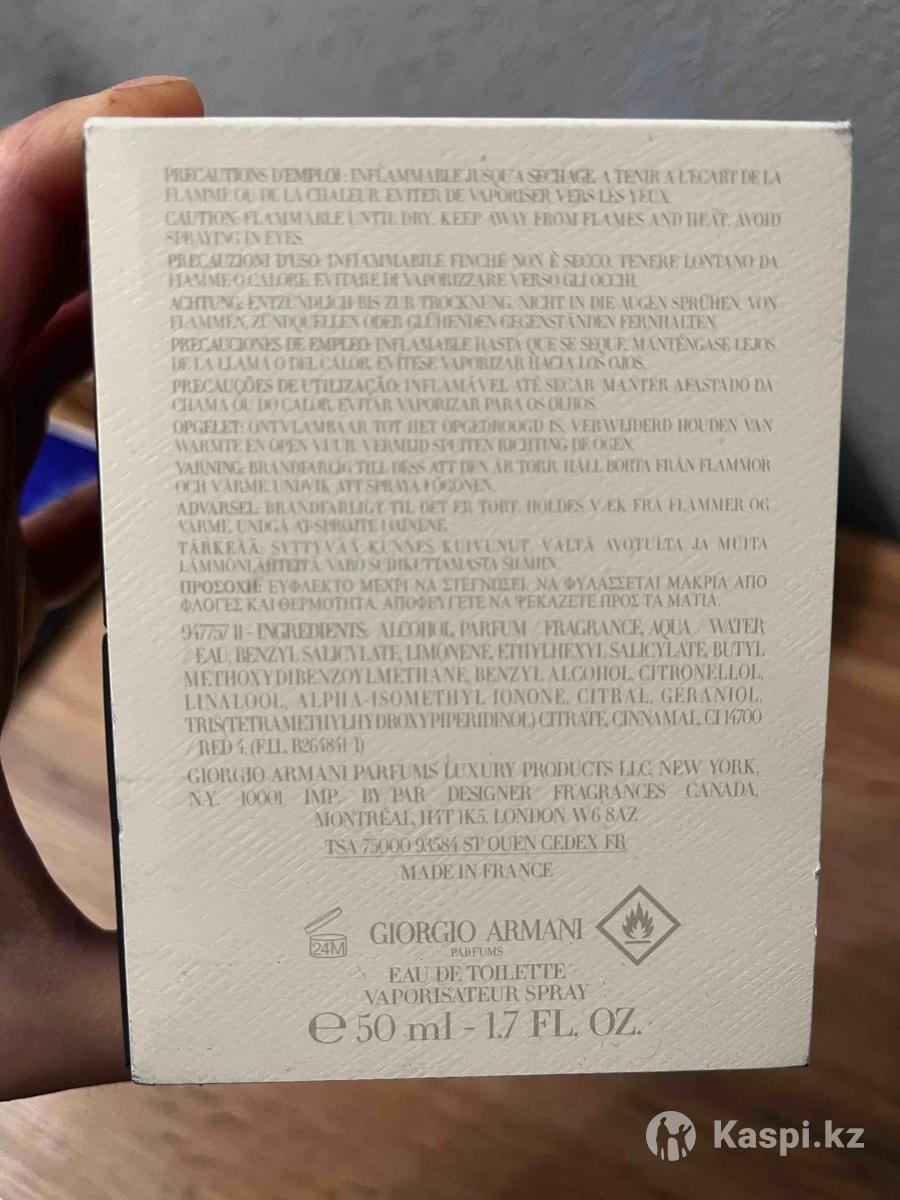 PRECAUTIONS D'EMPLOI : INFLAMMABLE JUSQU'A SECHAGE. A TENIR A L'ECART DE LA
FLAMME OU DE LA CHALEUR. EVITER DE VAPORISER VERS LES YEUX.
CAUTION: FLAMMABLE UNTIL DRY. KEEP AWAY FROM FLAMES AND HEAT. AVOID
SPRAYING IN EYES.
PRECAUZIONI D'USO: INFIAMMABILE FINCHÉ NON È SECCO. TENERE LONTANO DA
FIAMME O CALORE. EVITARE DI VAPORIZZARE VERSO GLI OCCHI.
ACHTUNG: ENTZÜNDLICH BIS ZUR TROCKNUNG. NICHT IN DIE AUGEN SPRÜHEN. VON
FLAMMEN, ZÜNDQUELLEN ODER GLÜHENDEN GEGENSTÄNDEN FERNHALTEN.
PRECAUCIONES DE EMPLEO: INFLAMABLE HASTA QUE SE SEQUE. MANTÉNGASE LEJOS
DE LA LLAMA O DEL CALOR. EVÍTESE VAPORIZAR HACIA LOS OJOS.
PRECAUÇÕES DE UTILIZAÇÃO: INFLAMÁVEL ATÉ SECAR. MANTER AFASTADO DA
CHAMA OU DO CALOR. EVITAR VAPORIZAR PARA OS OLHOS.
OPGELET: ONTVLAMBAAR TOT HET OPGEDROOGD IS. VERWIJDERD HOUDEN VAN
WARMTE EN OPEN VUUR. VERMIJD SPUITEN RICHTING DE OGEN.
VARNING: BRANDFARLIG TILL DESS ATT DEN ÄR TORR. HÅLL BORTA FRÅN FLAMMOR
OCH VÄRME. UNDVIK ATT SPRAYA I ÖGONEN.
ADVARSEL: BRANDFARLIGT TIL DET ER TØRT. HOLDES VÆK FRA FLAMMER OG
VARME. UNDGÅ AT SPRØJTE I ØJNENE.
TÄRKEÄÄ: SYTTYVÄÄ KUNNES KUIVUNUT. VÄLTÄ AVOTULTA JA MUITA
LÄMMÖNLÄHTEITÄ. VARO SUIHKUTTAMASTA SILMIIN.
ΠΡΟΣΟΧΗ: ΕΥΦΛΕΚΤΟ ΜΕΧΡΙ ΝΑ ΣΤΕΓΝΩΣΕΙ. ΝΑ ΦΥΛΑΣΣΕΤΑΙ ΜΑΚΡΙΑ ΑΠΟ
ΦΛΟΓΕΣ ΚΑΙ ΘΕΡΜΟΤΗΤΑ. ΑΠΟΦΕΥΓΕΤΕ ΝΑ ΨΕΚΑΖΕΤΕ ΠΡΟΣ ΤΑ ΜΑΤΙΑ.
947757 11 - INGREDIENTS: ALCOHOL, PARFUM / FRAGRANCE, AQUA / WATER
/ EAU, BENZYL SALICYLATE, LIMONENE, ETHYLHEXYL SALICYLATE, BUTYL
METHOXYDIBENZOYLMETHANE, BENZYL ALCOHOL, CITRONELLOL,
LINALOOL, ALPHA-ISOMETHYL IONONE, CITRAL, GERANIOL,
TRIS(TETRAMETHYLHYDROXYPIPERIDINOL) CITRATE, CINNAMAL, CI 14700
/ RED 4. (F.I.L. B264841/1)
GIORGIO ARMANI PARFUMS LUXURY PRODUCTS LLC, NEW YORK,
N.Y. 10001 IMP. BY/PAR DESIGNER FRAGRANCES CANADA,
MONTRÉAL, H4T 1K5. LONDON W6 8AZ
TSA 75000 93584 ST OUEN CEDEX FR
MADE IN FRANCE
24M
GIORGIO ARMANI
PARFUMS
EAU DE TOILETTE
VAPORISATEUR SPRAY
℮ 50 ml - 1.7 FL. OZ.
Kaspi.kz